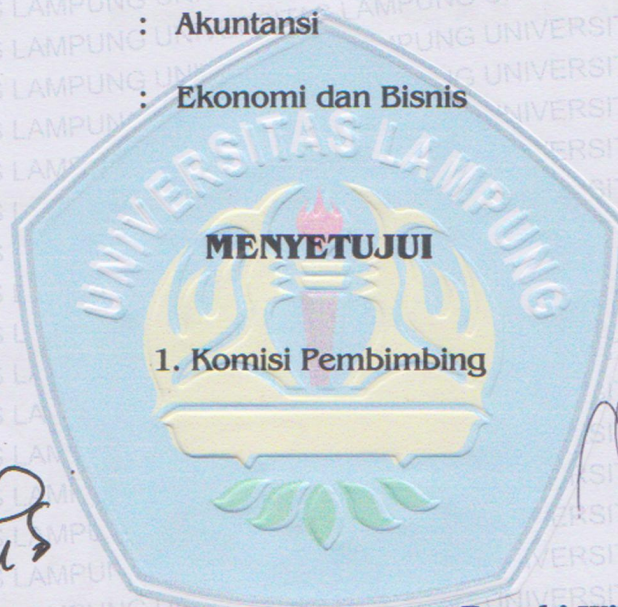 : Akuntansi
: Ekonomi dan Bisnis
UNIVERSITAS LAMPUNG
MENYETUJUI
1. Komisi Pembimbing